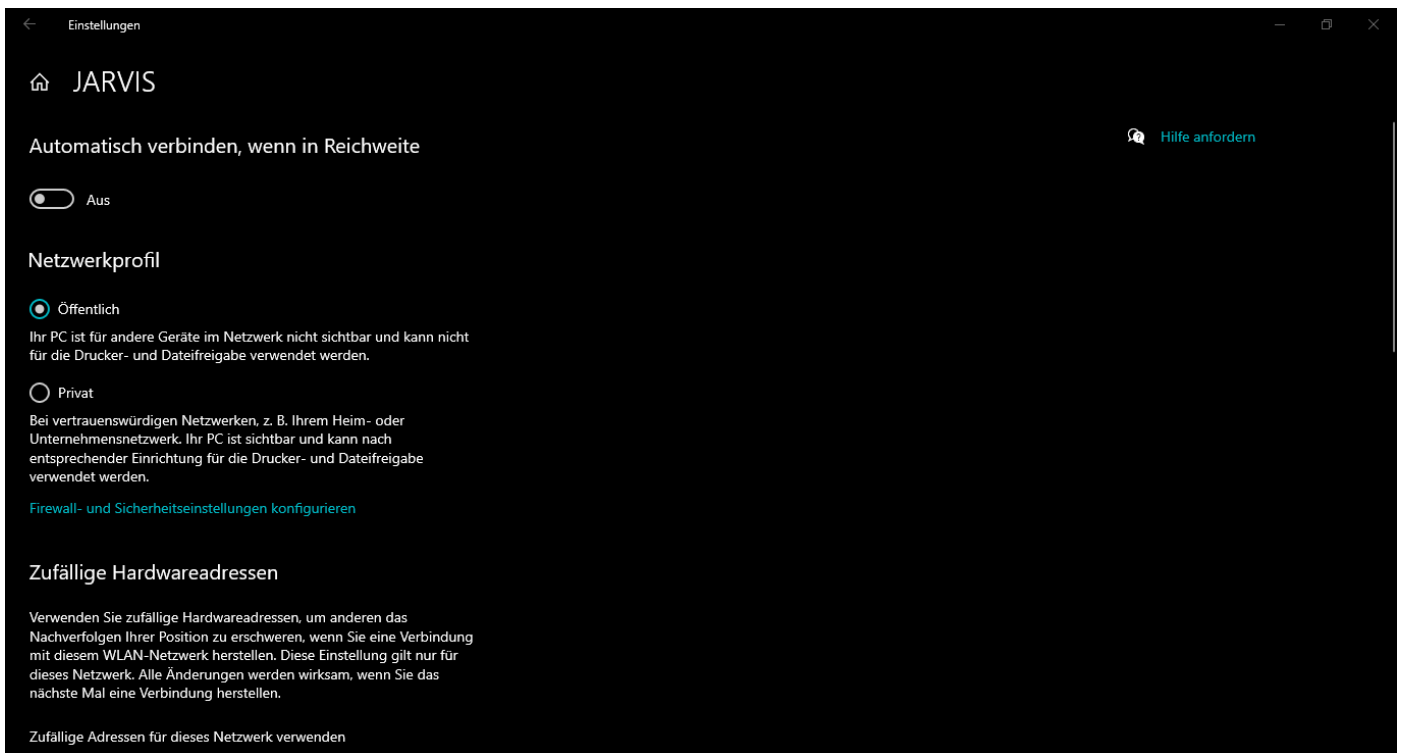 Einstellungen
JARVIS
Automatisch verbinden, wenn in Reichweite
Hilfe anfordern
Aus
Netzwerkprofil
Öffentlich
Ihr PC ist für andere Geräte im Netzwerk nicht sichtbar und kann nicht
für die Drucker- und Dateifreigabe verwendet werden.
Privat
Bei vertrauenswürdigen Netzwerken, z. B. Ihrem Heim- oder
Unternehmensnetzwerk. Ihr PC ist sichtbar und kann nach
entsprechender Einrichtung für die Drucker- und Dateifreigabe
verwendet werden.
Firewall- und Sicherheitseinstellungen konfigurieren
Zufällige Hardwareadressen
Verwenden Sie zufällige Hardwareadressen, um anderen das
Nachverfolgen Ihrer Position zu erschweren, wenn Sie eine Verbindung
mit diesem WLAN-Netzwerk herstellen. Diese Einstellung gilt nur für
dieses Netzwerk. Alle Änderungen werden wirksam, wenn Sie das
nächste Mal eine Verbindung herstellen.
Zufällige Adressen für dieses Netzwerk verwenden